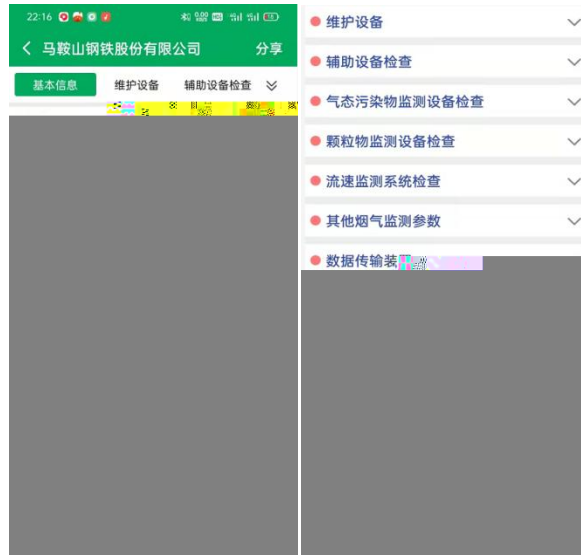 22:16
马鞍山钢铁股份有限公司
分享
基本信息 维护设备 辅助设备检查
维护设备
辅助设备检查
气态污染物监测设备检查
颗粒物监测设备检查
流速监测系统检查
其他烟气监测参数
数据传输装